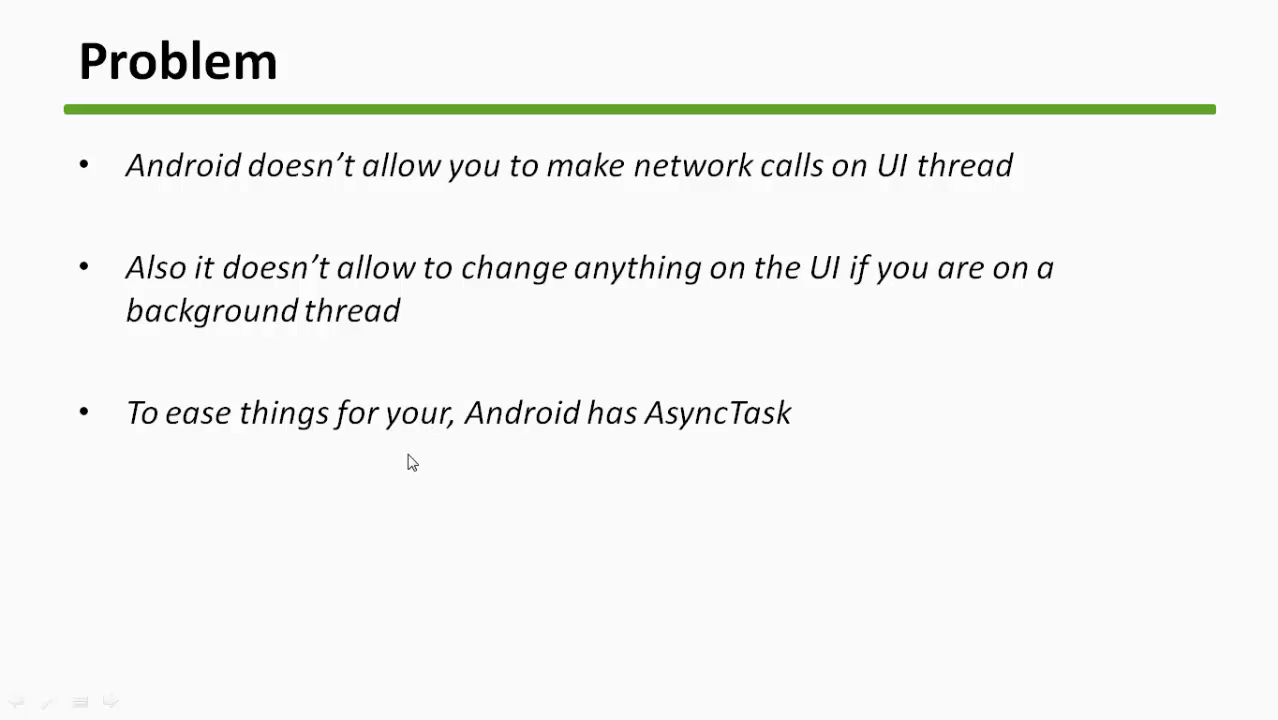 Problem
• Android doesn’t allow you to make network calls on UI thread
• Also it doesn’t allow to change anything on the UI if you are on a
background thread
• To ease things for your, Android has AsyncTask